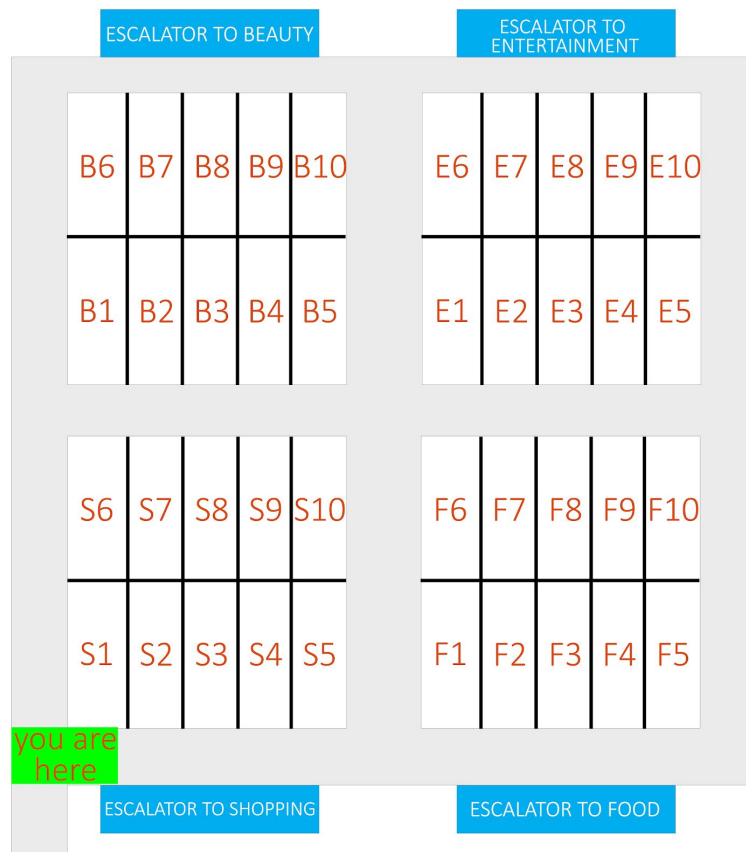 ESCALATOR TO BEAUTY
ESCALATOR TO
ENTERTAINMENT
B6 B7 B8 B9 B10
E6 E7 E8 E9 E10
B1 B2 B3 B4 B5
E1 E2 E3 E4 E5
S6 S7 S8 S9 S10
F6 F7 F8 F9 F10
S1 S2 S3 S4 S5
F1 F2 F3 F4 F5
you are
here
ESCALATOR TO SHOPPING
ESCALATOR TO FOOD